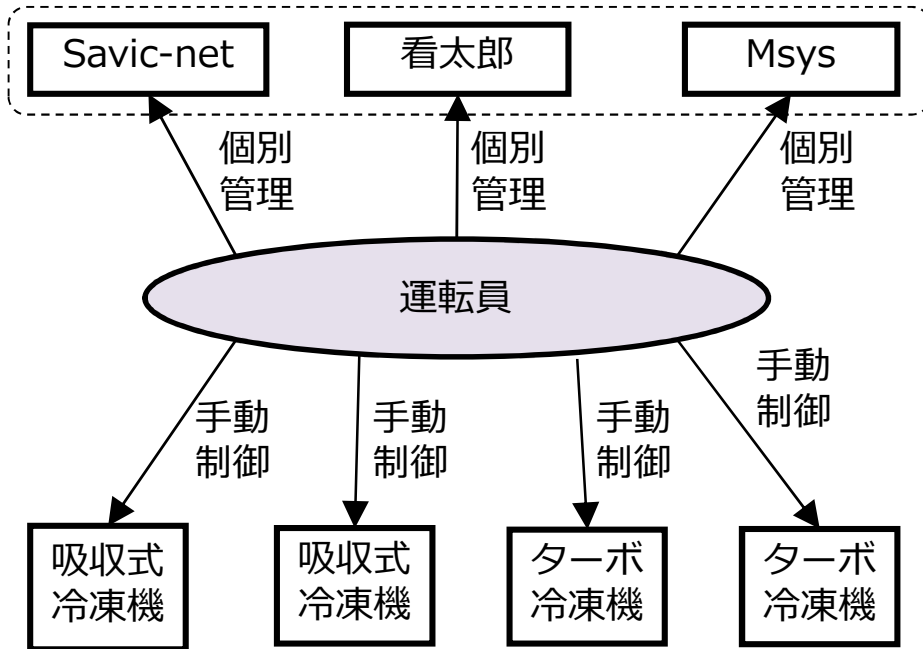 Savic-net
看太郎
Msys
個別
管理
個別
管理
個別
管理
運転員
手動
制御
手動
制御
手動
制御
手動
制御
吸収式
冷凍機
吸収式
冷凍機
ターボ
冷凍機
ターボ
冷凍機